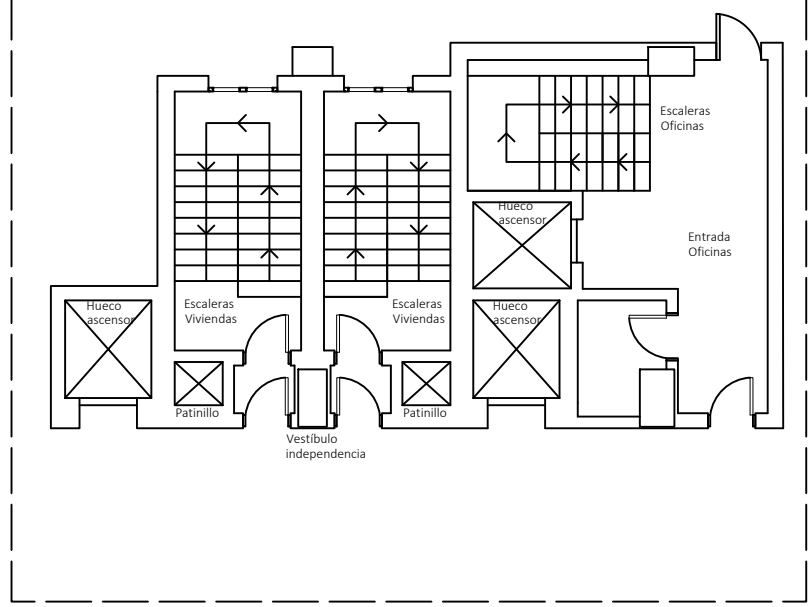 Escaleras
Oficinas
Hueco
ascensor
Entrada
Oficinas
Hueco
ascensor
Escaleras
Viviendas
Escaleras
Viviendas
Hueco
ascensor
Patinillo
Patinillo
Vestíbulo
independencia